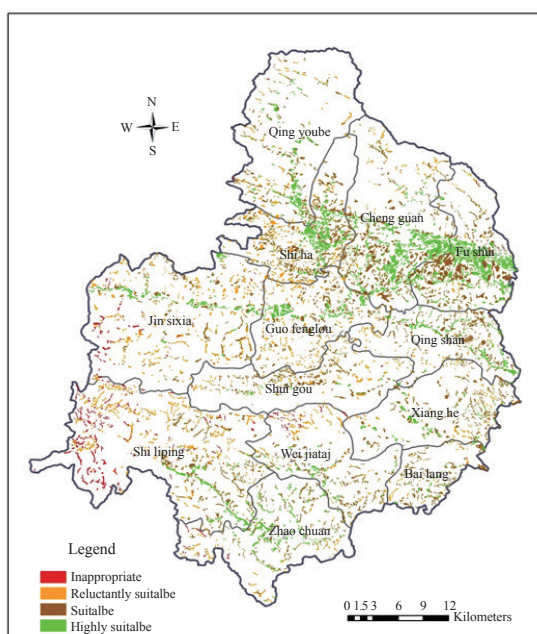 N
W E
S
Qing yoube
Cheng guan
Fu shui
Shi ha
Jin sixia
Guo fenglou
Qing shan
Shui gou
Xiang he
Shi liping
Wei jiataj
Bai lang
Zhao chuan
Legend
Inappropriate
Reluctantly suitalbe
Suitalbe
Highly suitalbe
0 1.5 3 6 9 12
Kilometers